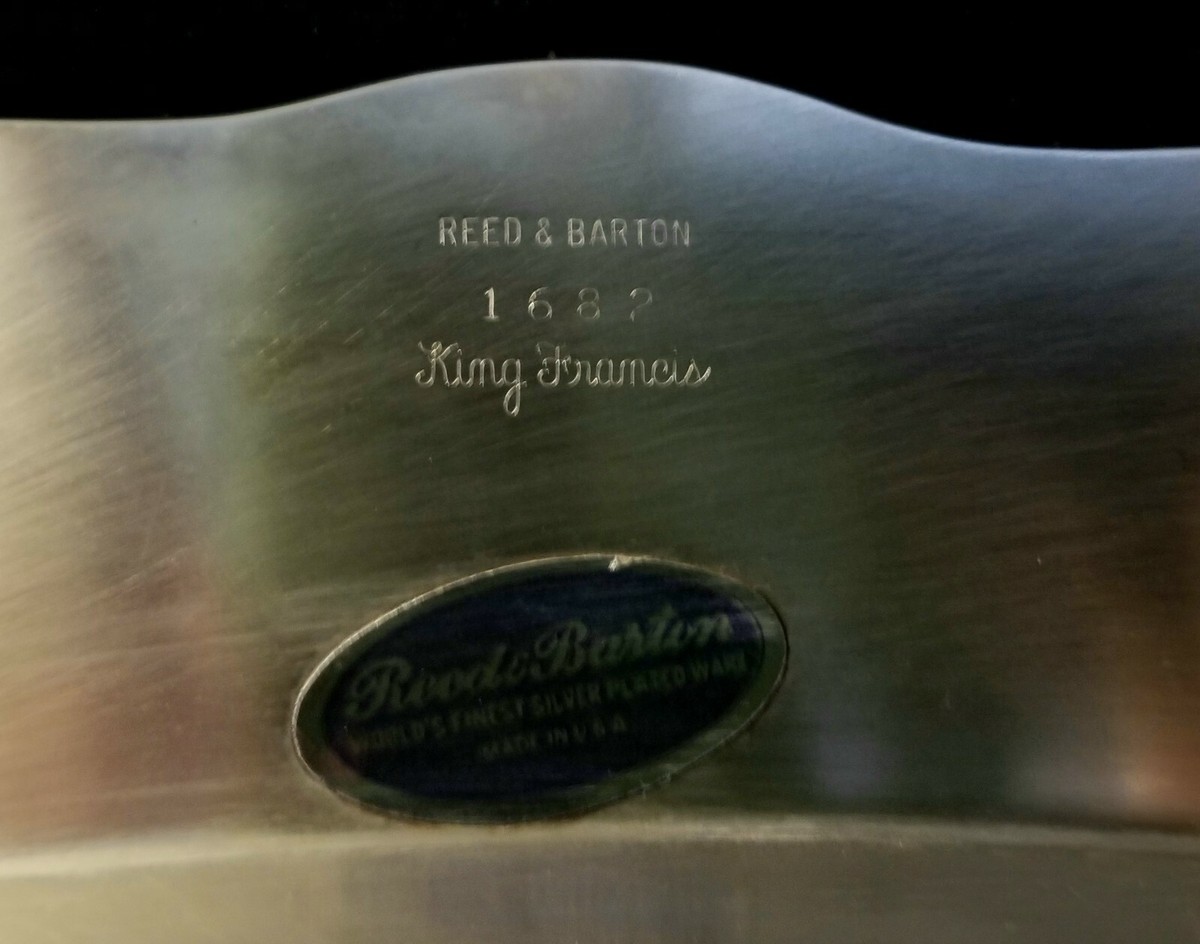 REED & BARTON
1682
King Francis
Reed & Barton
WORLD'S FINEST SILVER PLATED WARE
MADE IN U.S.A.